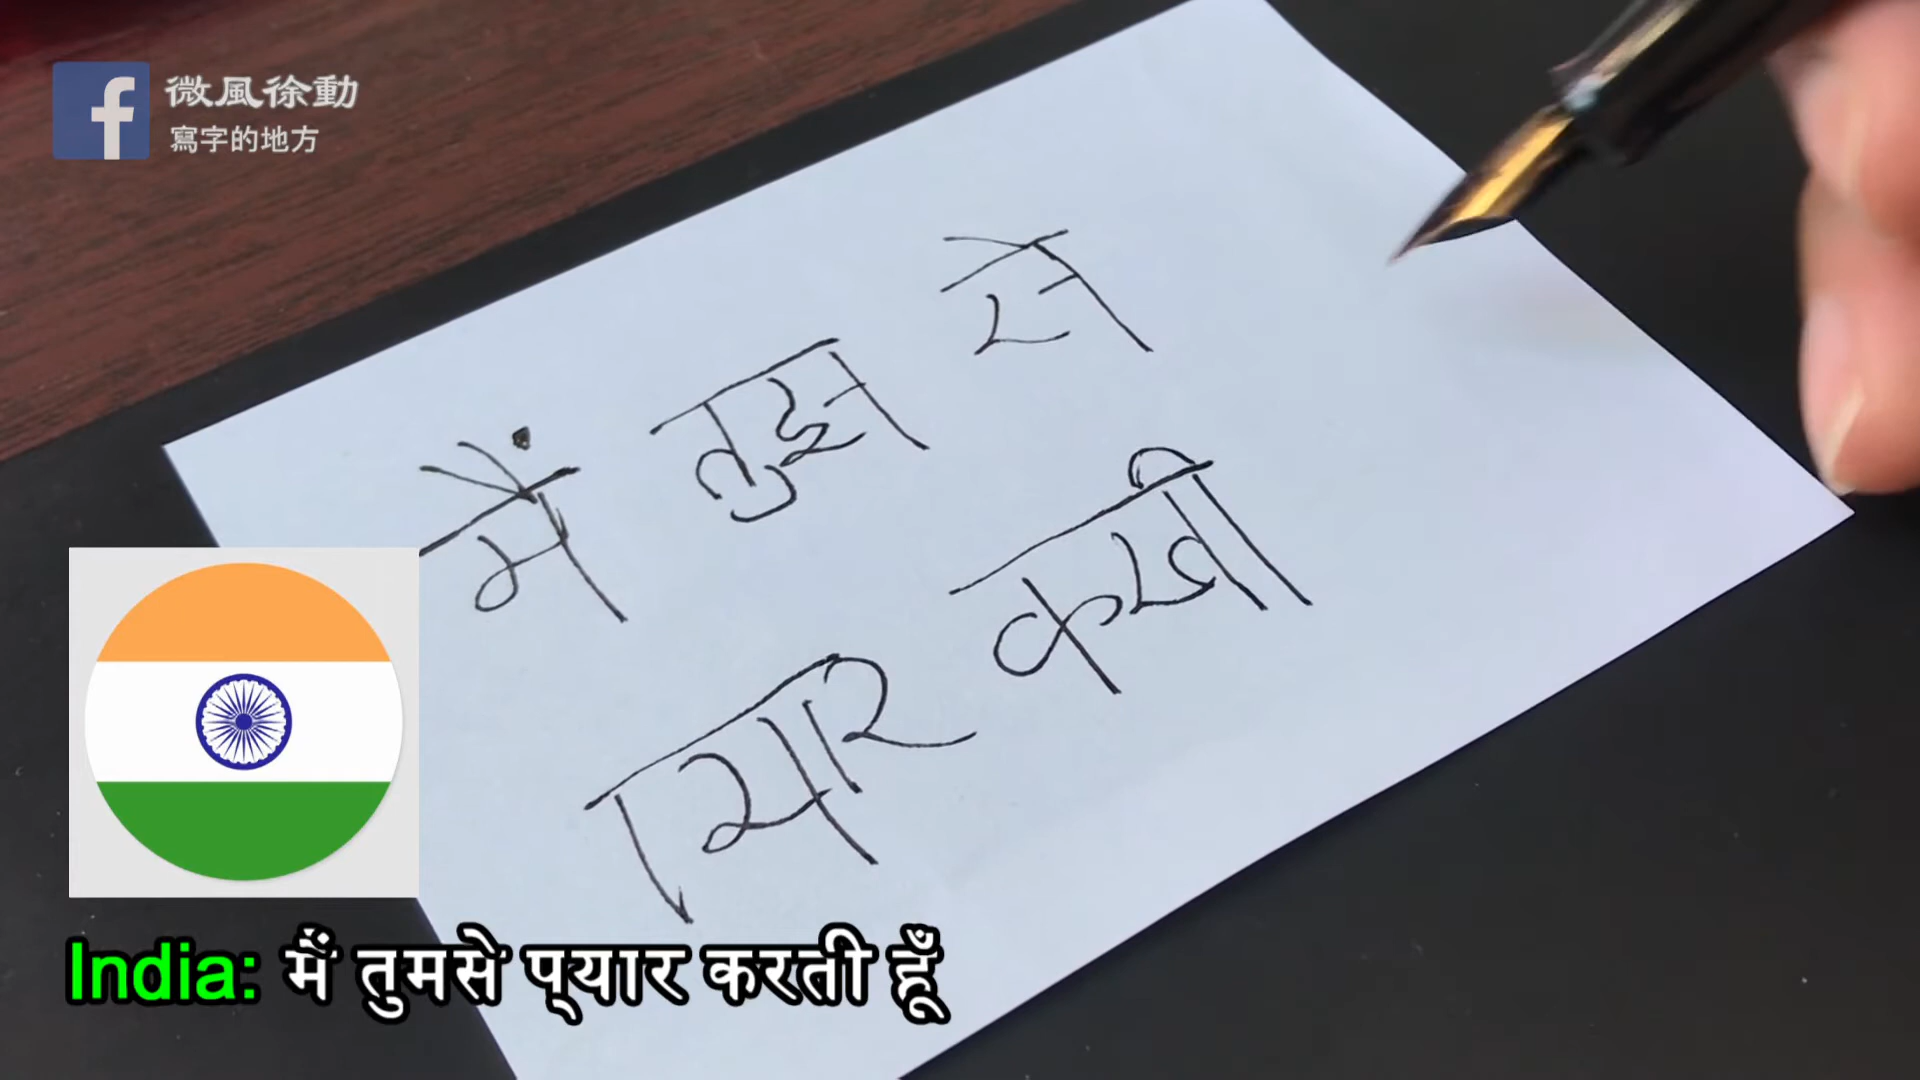 微風徐動
寫字的地方
मैं तुझ से
प्यार करती
India: मैं तुमसे प्‌यार करती हूँ